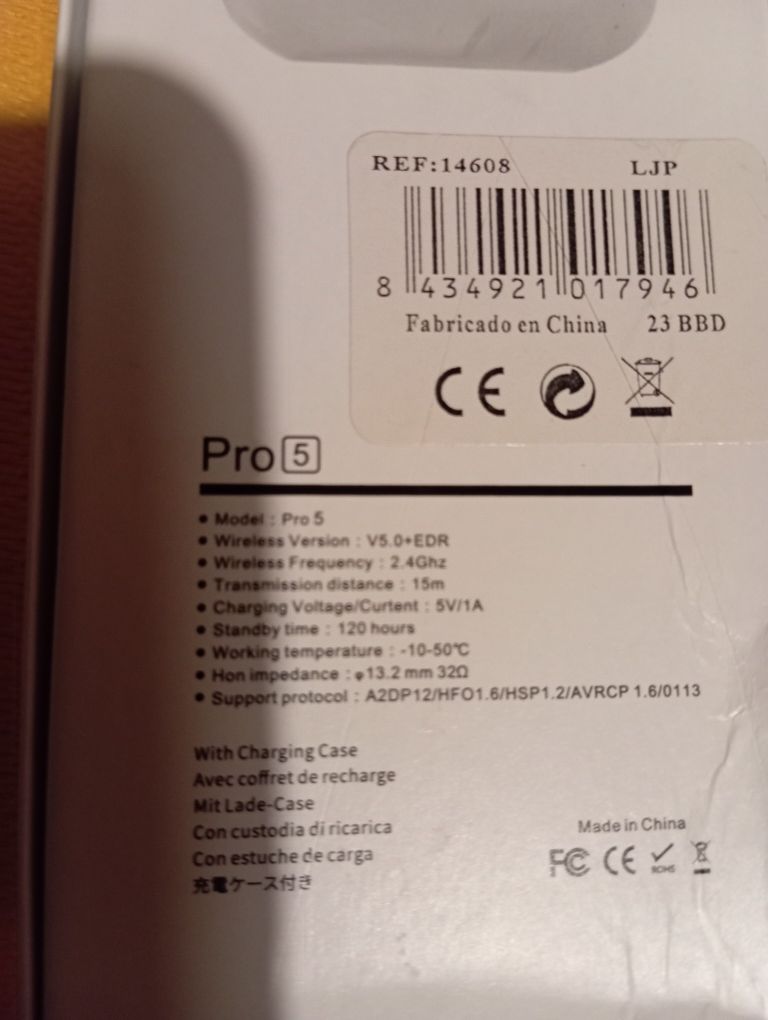 REF:14608 LJP
8 434921 017946
Fabricado en China 23 BBD
CE
Pro 5
• Model : Pro 5
• Wireless Version : V5.0+EDR
• Wireless Frequency : 2.4Ghz
• Transmission distance : 15m
• Charging Voltage/Curtent : 5V/1A
• Standby time : 120 hours
• Working temperature : -10-50℃
• Hon impedance : φ13.2 mm 32Ω
• Support protocol : A2DP12/HFO1.6/HSP1.2/AVRCP 1.6/0113
With Charging Case
Avec coffret de recharge
Mit Lade-Case
Con custodia di ricarica
Con estuche de carga
充電ケース付き
Made in China
FC CE ROHS